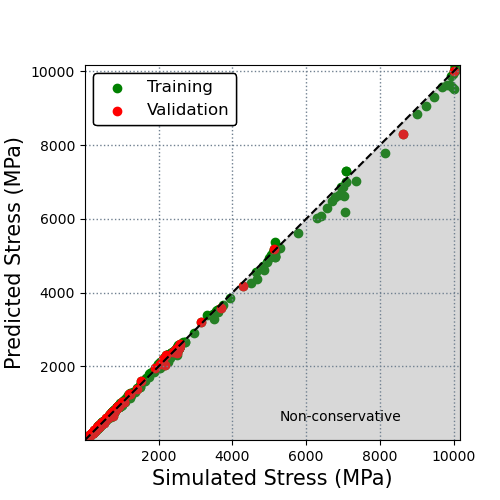 10000
8000
6000
4000
2000
Predicted Stress (MPa)
Training
Validation
Non-conservative
2000 4000 6000 8000 10000
Simulated Stress (MPa)